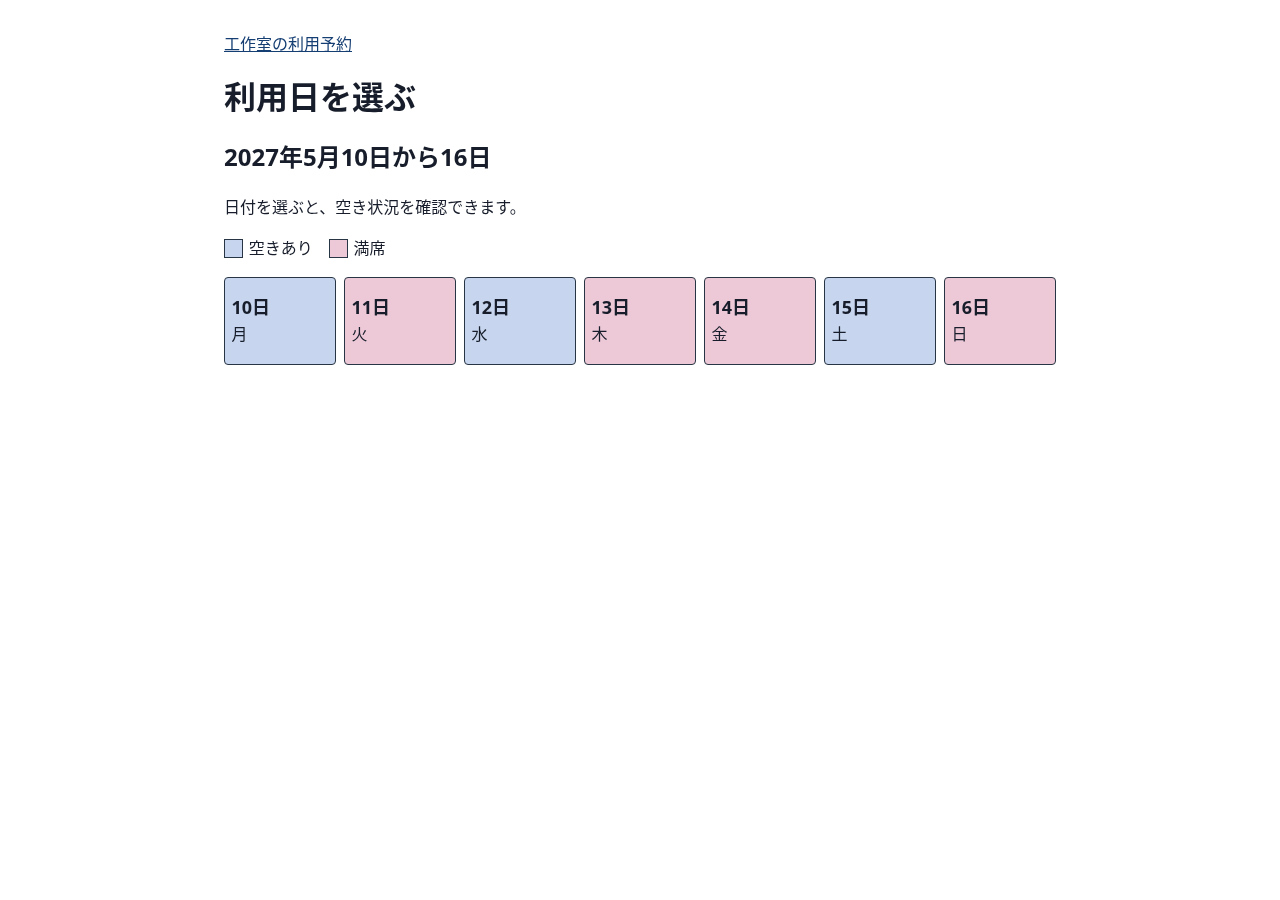 工作室の利用予約
利用日を選ぶ
2027年5月10日から16日
日付を選ぶと、空き状況を確認できます。
空きあり 満席
10日 11日 12日 13日 14日 15日 16日
月 火 水 木 金 土 日